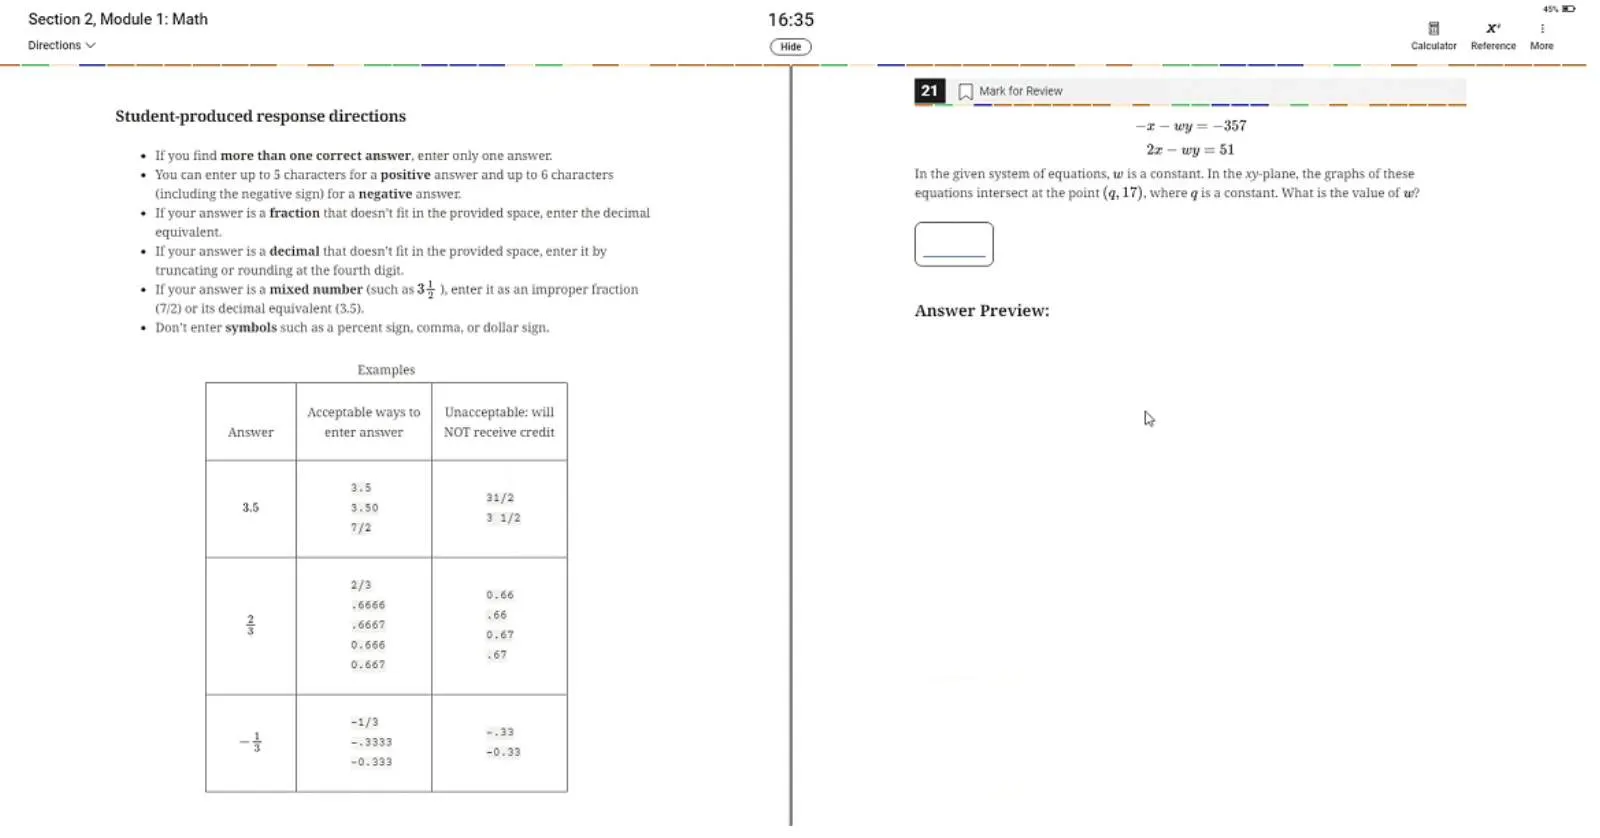 Section 2, Module 1: Math
Directions
16:35
Hide
45%
Calculator
Reference
More
Student-produced response directions
• If you find more than one correct answer, enter only one answer.
• You can enter up to 5 characters for a positive answer and up to 6 characters
(including the negative sign) for a negative answer.
• If your answer is a fraction that doesn't fit in the provided space, enter the decimal
equivalent.
• If your answer is a decimal that doesn't fit in the provided space, enter it by
truncating or rounding at the fourth digit.
• If your answer is a mixed number (such as 3 1/2 ), enter it as an improper fraction
(7/2) or its decimal equivalent (3.5).
• Don't enter symbols such as a percent sign, comma, or dollar sign.
Examples
Answer
Acceptable ways to
enter answer
Unacceptable: will
NOT receive credit
3.5
3.5
3.50
7/2
31/2
3 1/2
2/3
2/3
.6666
.6667
0.666
0.667
0.66
.66
0.67
.67
−1/3
-1/3
-.3333
-0.333
-.33
-0.33
21
Mark for Review
−x − wy = −357
2x − wy = 51
In the given system of equations, w is a constant. In the xy-plane, the graphs of these
equations intersect at the point (q, 17), where q is a constant. What is the value of w?
Answer Preview: